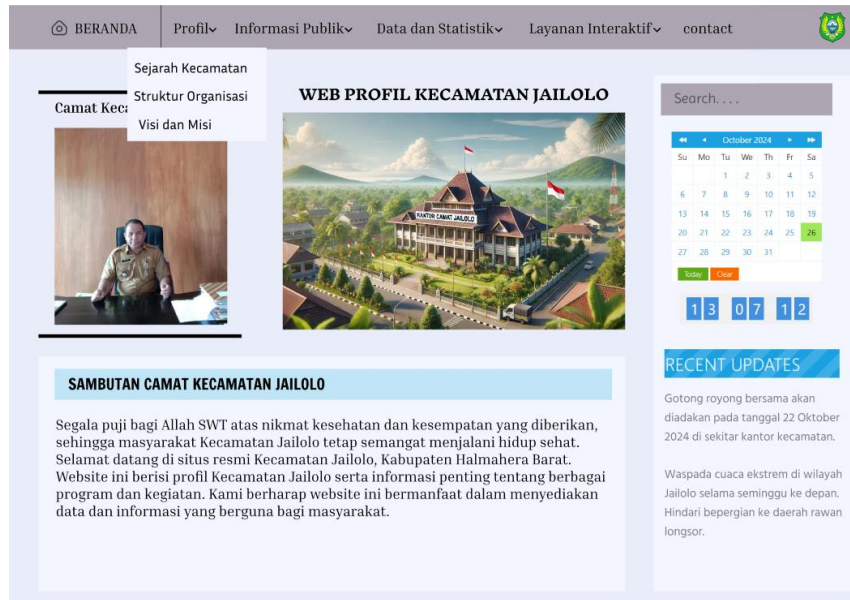 BERANDA
Profil
Informasi Publik
Data dan Statistik
Layanan Interaktif
contact
Sejarah Kecamatan
Struktur Organisasi
Visi dan Misi
Camat
WEB PROFIL KECAMATAN JAILOLO
KANTOR CAMAT JAILOLO
SAMBUTAN CAMAT KECAMATAN JAILOLO
Segala puji bagi Allah SWT atas nikmat kesehatan dan kesempatan yang diberikan,
sehingga masyarakat Kecamatan Jailolo tetap semangat menjalani hidup sehat.
Selamat datang di situs resmi Kecamatan Jailolo, Kabupaten Halmahera Barat.
Website ini berisi profil Kecamatan Jailolo serta informasi penting tentang berbagai
program dan kegiatan. Kami berharap website ini bermanfaat dalam menyediakan
data dan informasi yang berguna bagi masyarakat.
Search. . . .
October 2024
Su Mo Tu We Th Fr Sa
1 2 3 4 5
6 7 8 9 10 11 12
13 14 15 16 17 18 19
20 21 22 23 24 25 26
27 28 29 30 31
Today Clear
13 07 12
RECENT UPDATES
Gotong royong bersama akan
diadakan pada tanggal 22 Oktober
2024 di sekitar kantor kecamatan.
Waspada cuaca ekstrem di wilayah
Jailolo selama seminggu ke depan.
Hindari bepergian ke daerah rawan
longsor.